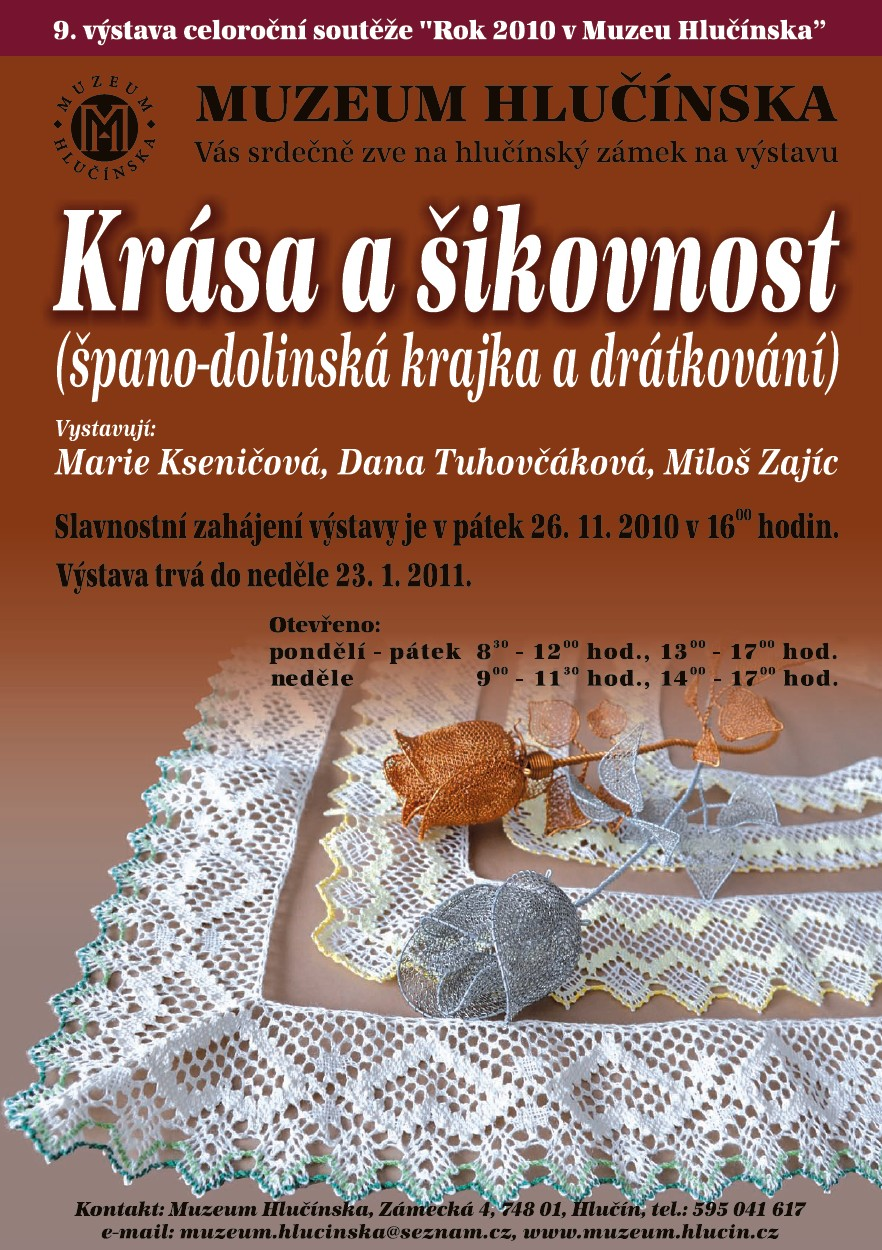 9. výstava celoroční soutěže "Rok 2010 v Muzeu Hlučínska”
MUZEUM HLUČÍNSKA
MUZEUM HLUČÍNSKA
Vás srdečně zve na hlučínský zámek na výstavu
Krása a šikovnost
(špano-dolinská krajka a drátkování)
Vystavují:
Marie Kseničová, Dana Tuhovčáková, Miloš Zajíc
Slavnostní zahájení výstavy je v pátek 26. 11. 2010 v 16⁰⁰ hodin.
Výstava trvá do neděle 23. 1. 2011.
Otevřeno:
pondělí - pátek 8³⁰ - 12⁰⁰ hod., 13⁰⁰ - 17⁰⁰ hod.
neděle 9⁰⁰ - 11³⁰ hod., 14⁰⁰ - 17⁰⁰ hod.
Kontakt: Muzeum Hlučínska, Zámecká 4, 748 01, Hlučín, tel.: 595 041 617
e-mail: muzeum.hlucinska@seznam.cz, www.muzeum.hlucin.cz